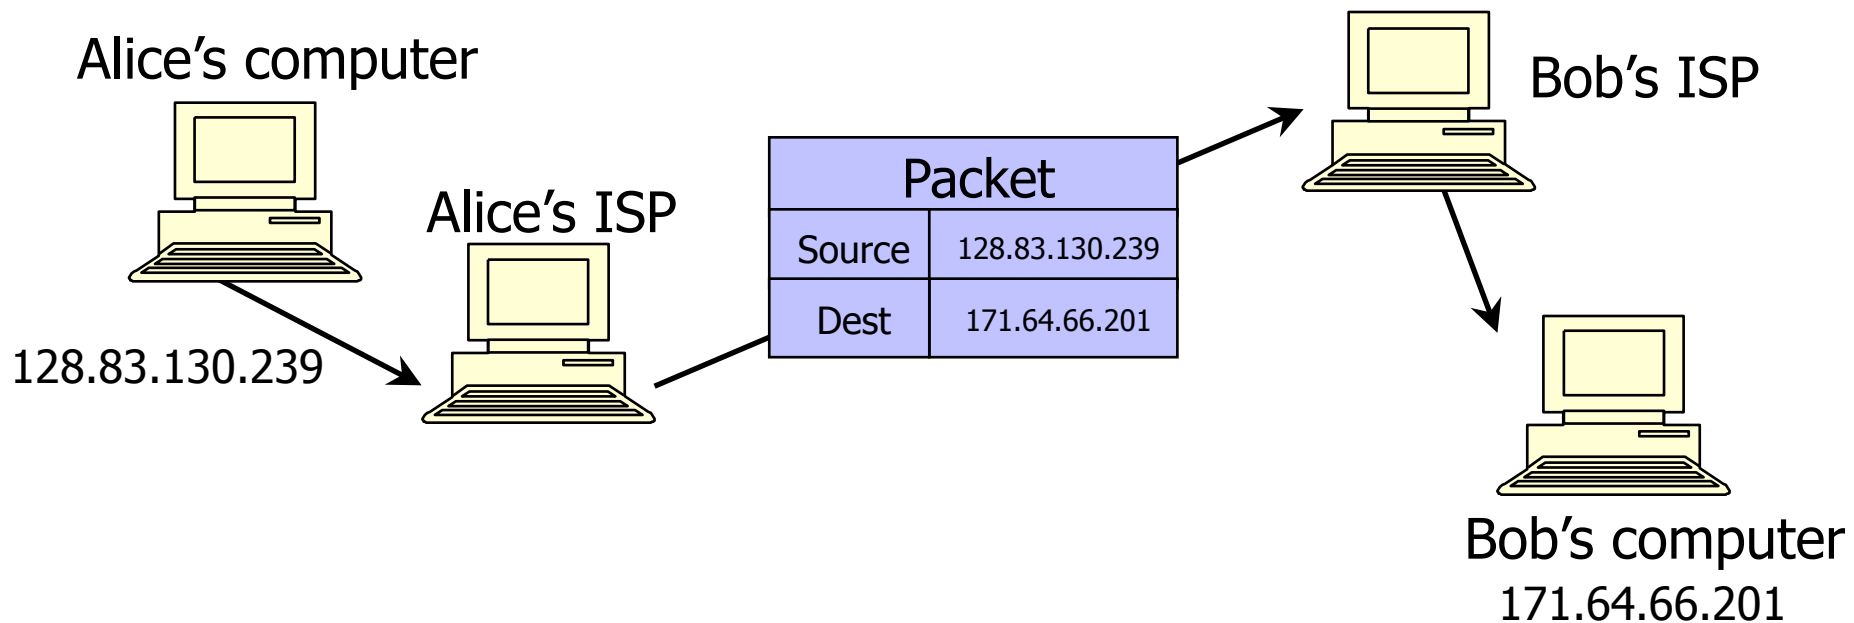 Alice’s computer
128.83.130.239
Alice’s ISP
Packet
Source 128.83.130.239
Dest 171.64.66.201
Bob’s ISP
Bob’s computer
171.64.66.201